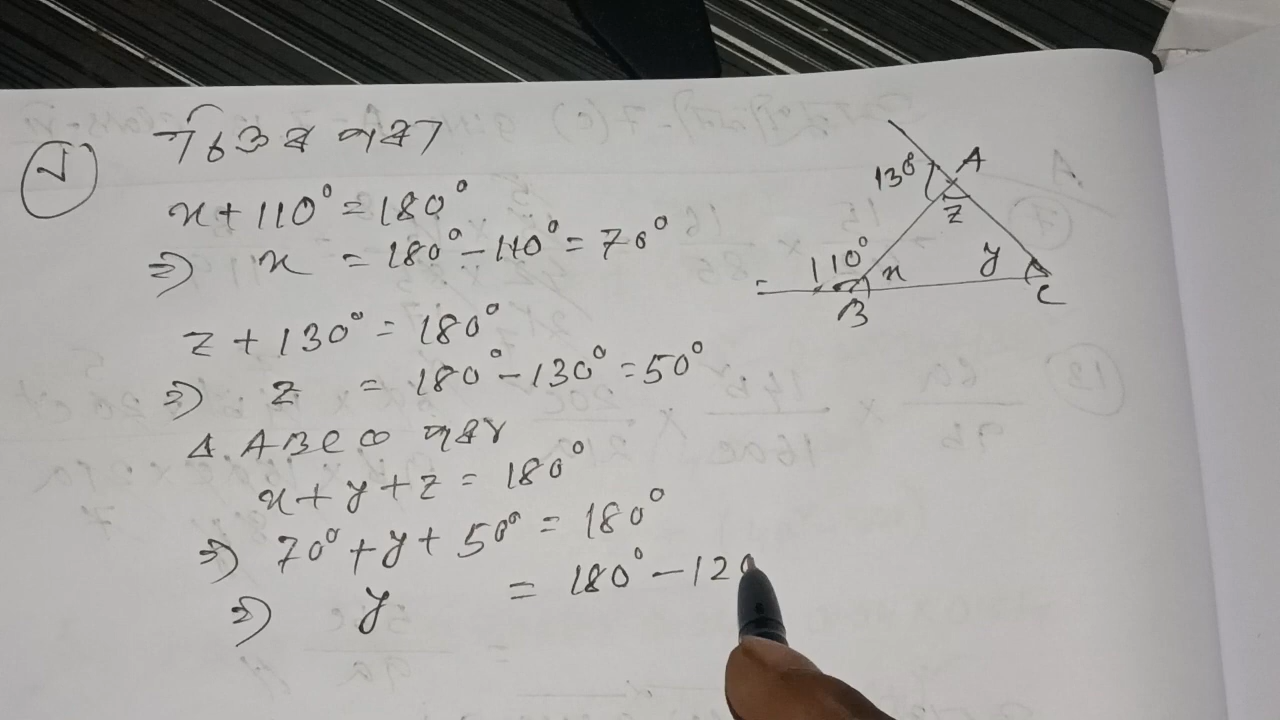 x + 110° = 180°
⇒ x = 180° - 110° = 70°
z + 130° = 180°
⇒ z = 180° - 130° = 50°
Δ ABC
x + y + z = 180°
⇒ 70° + y + 50° = 180°
⇒ y = 180° - 120
130°
A
z
110°
x
y
B
C